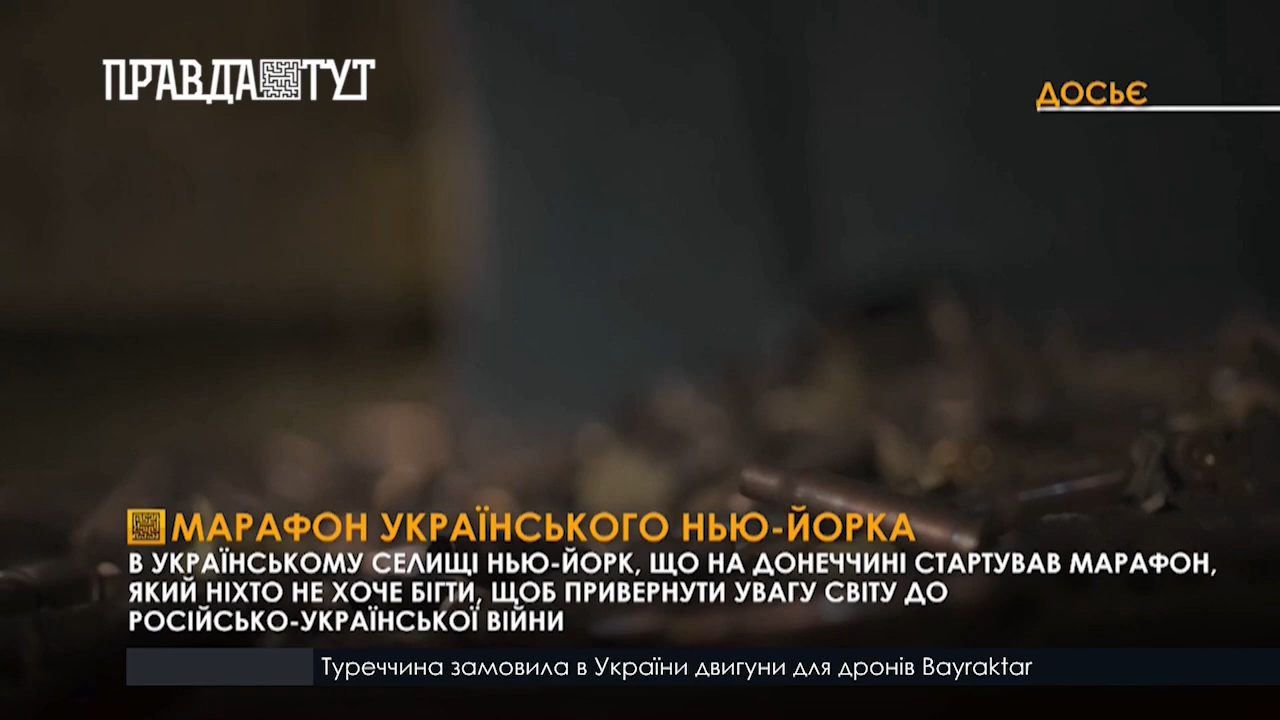 ПРАВДА ТУТ
ДОСЬЄ
МАРАФОН УКРАЇНСЬКОГО НЬЮ-ЙОРКА
В УКРАЇНСЬКОМУ СЕЛИЩІ НЬЮ-ЙОРК, ЩО НА ДОНЕЧЧИНІ СТАРТУВАВ МАРАФОН,
ЯКИЙ НІХТО НЕ ХОЧЕ БІГТИ, ЩОБ ПРИВЕРНУТИ УВАГУ СВІТУ ДО
РОСІЙСЬКО-УКРАЇНСЬКОЇ ВІЙНИ
Туреччина замовила в України двигуни для дронів Bayraktar